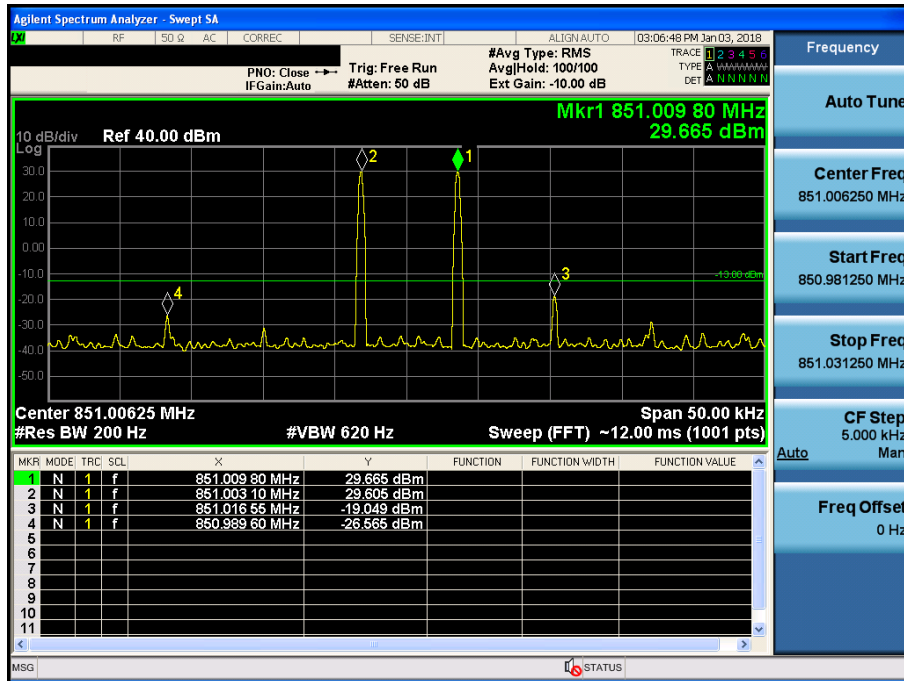 Agilent Spectrum Analyzer - Swept SA
LXI RF 50 Ω AC CORREC SENSE:INT ALIGN AUTO 03:06:48 PM Jan 03, 2018
PNO: Close
IFGain:Auto
Trig: Free Run
#Atten: 50 dB
#Avg Type: RMS
Avg|Hold: 100/100
Ext Gain: -10.00 dB
TRACE 1 2 3 4 5 6
TYPE A WWWWW
DET A N N N N N
Mkr1 851.009 80 MHz
29.665 dBm
10 dB/div Ref 40.00 dBm
Log
2 1
30.0
20.0
10.0
0.00
-10.0 3 -13.00 dBm
4
-20.0
-30.0
-40.0
-50.0
Center 851.00625 MHz Span 50.00 kHz
#Res BW 200 Hz #VBW 620 Hz Sweep (FFT) ~12.00 ms (1001 pts)
MKR MODE TRC SCL X Y FUNCTION FUNCTION WIDTH FUNCTION VALUE
1 N 1 f 851.009 80 MHz 29.665 dBm
2 N 1 f 851.003 10 MHz 29.605 dBm
3 N 1 f 851.016 55 MHz -19.049 dBm
4 N 1 f 850.989 60 MHz -26.565 dBm
5
6
7
8
9
10
11
MSG STATUS
Frequency
Auto Tune
Center Freq
851.006250 MHz
Start Freq
850.981250 MHz
Stop Freq
851.031250 MHz
CF Step
5.000 kHz
Auto Man
Freq Offset
0 Hz